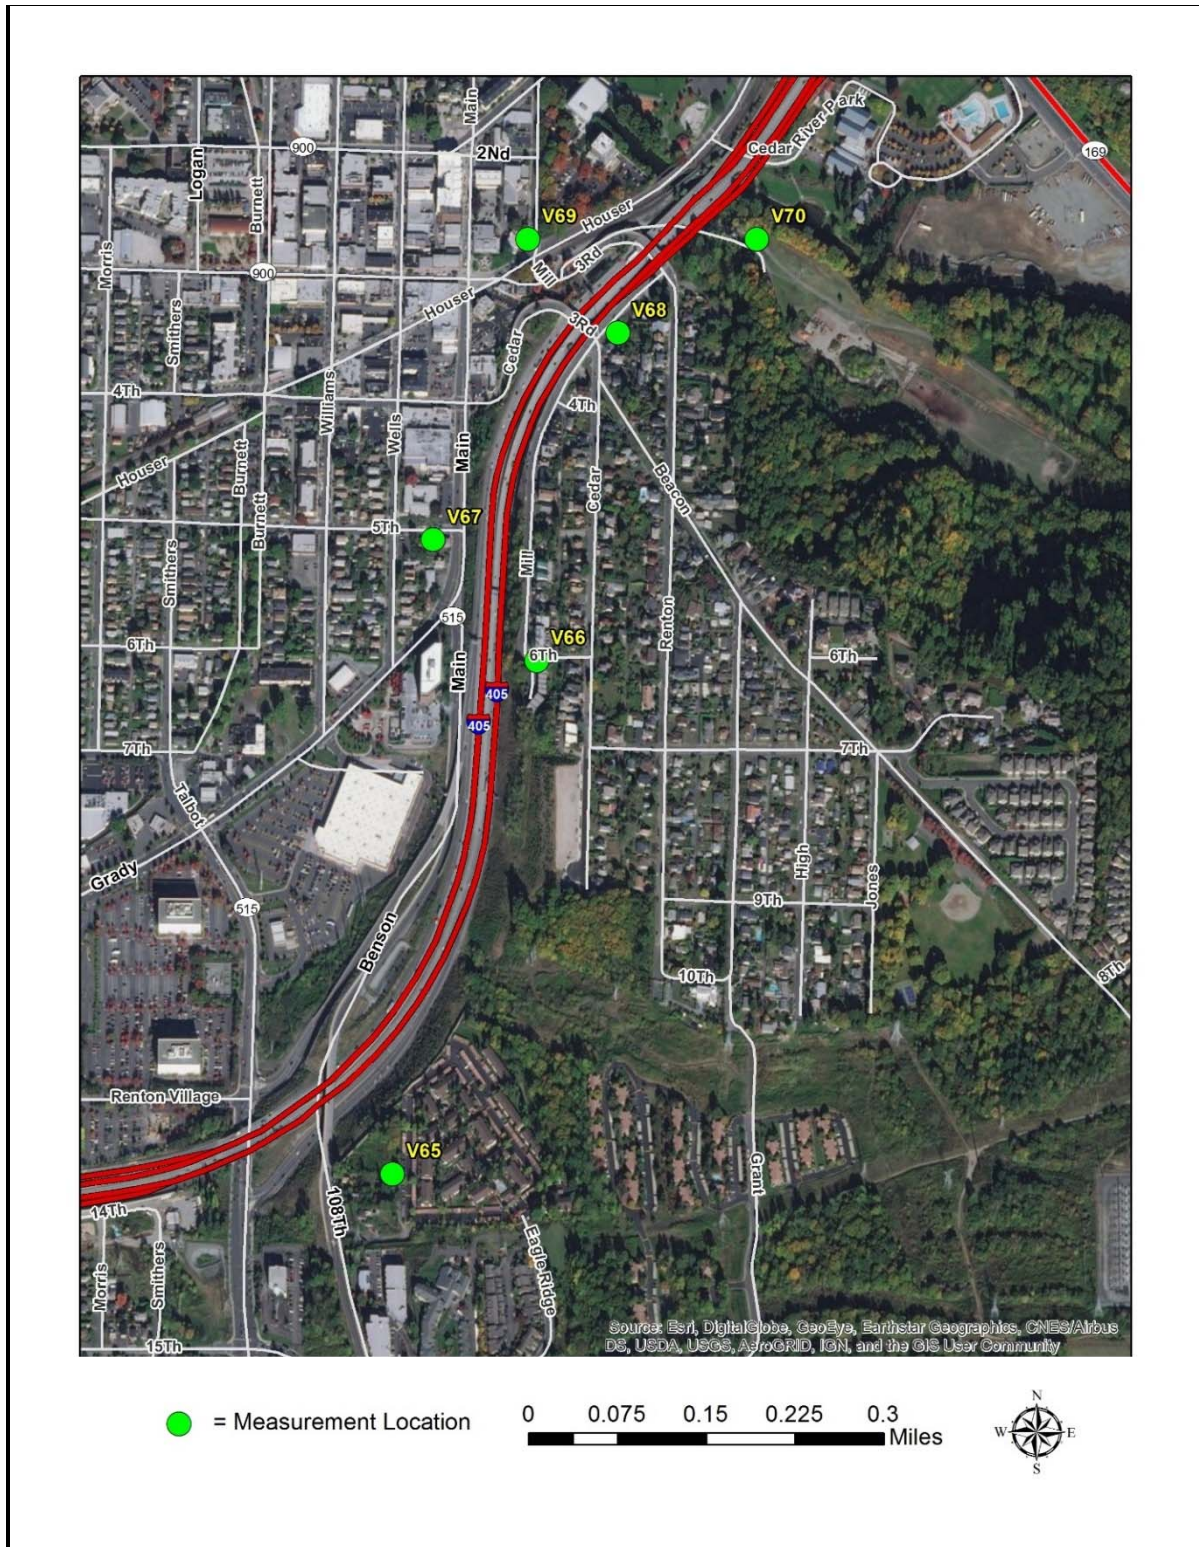 Main
900
2Nd
Cedar River Park
169
Logan
Burnett
V69
Houser
V70
Morris
900
Mill
3Rd
Smithers
Houser
V68
3Rd
Cedar
4Th
Williams
4Th
Wells
Main
Burnett
Houser
Cedar
Beacon
Burnett
V67
5Th
Mill
Smithers
515
Renton
V66
6Th
6Th
6Th
Main
405
405
7Th
7Th
Talbot
High
Jones
Grady
515
9Th
Benson
10Th
8Th
Renton Village
V65
Grant
108Th
14Th
Eagle Ridge
Morris
Smithers
15Th
Source: Esri, DigitalGlobe, GeoEye, Earthstar Geographics, CNES/Airbus
DS, USDA, USGS, AeroGRID, IGN, and the GIS User Community
= Measurement Location
0 0.075 0.15 0.225 0.3
Miles
N
W E
S